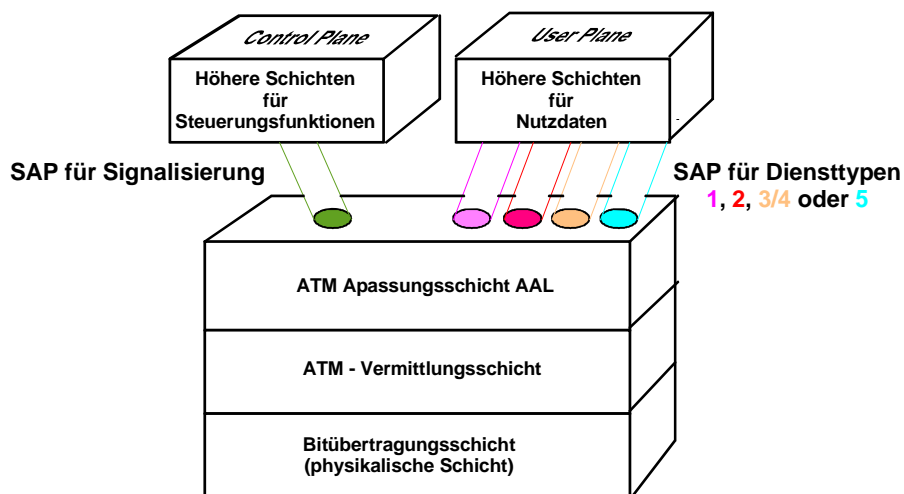 Control Plane
User Plane
Höhere Schichten
für
Steuerungsfunktionen
Höhere Schichten
für
Nutzdaten
SAP für Signalisierung
SAP für Diensttypen
1, 2, 3/4 oder 5
ATM Apassungsschicht AAL
ATM - Vermittlungsschicht
Bitübertragungsschicht
(physikalische Schicht)